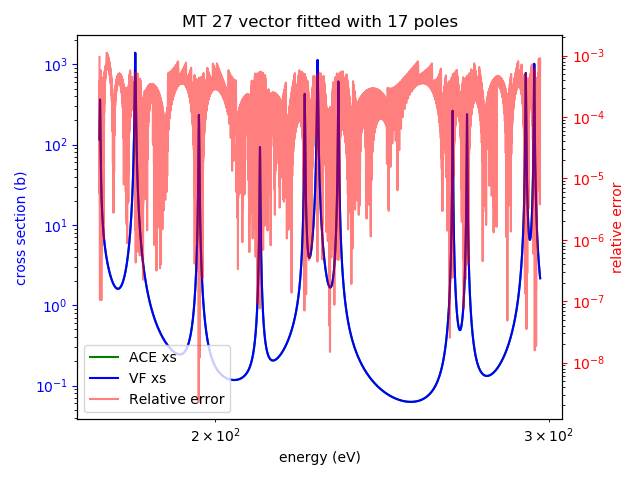 MT 27 vector fitted with 17 poles
cross section (b)
10³
10²
10¹
10⁰
10⁻¹
10⁻³
10⁻⁴
10⁻⁵
10⁻⁶
10⁻⁷
10⁻⁸
relative error
ACE xs
VF xs
Relative error
2 × 10²
3 × 10²
energy (eV)